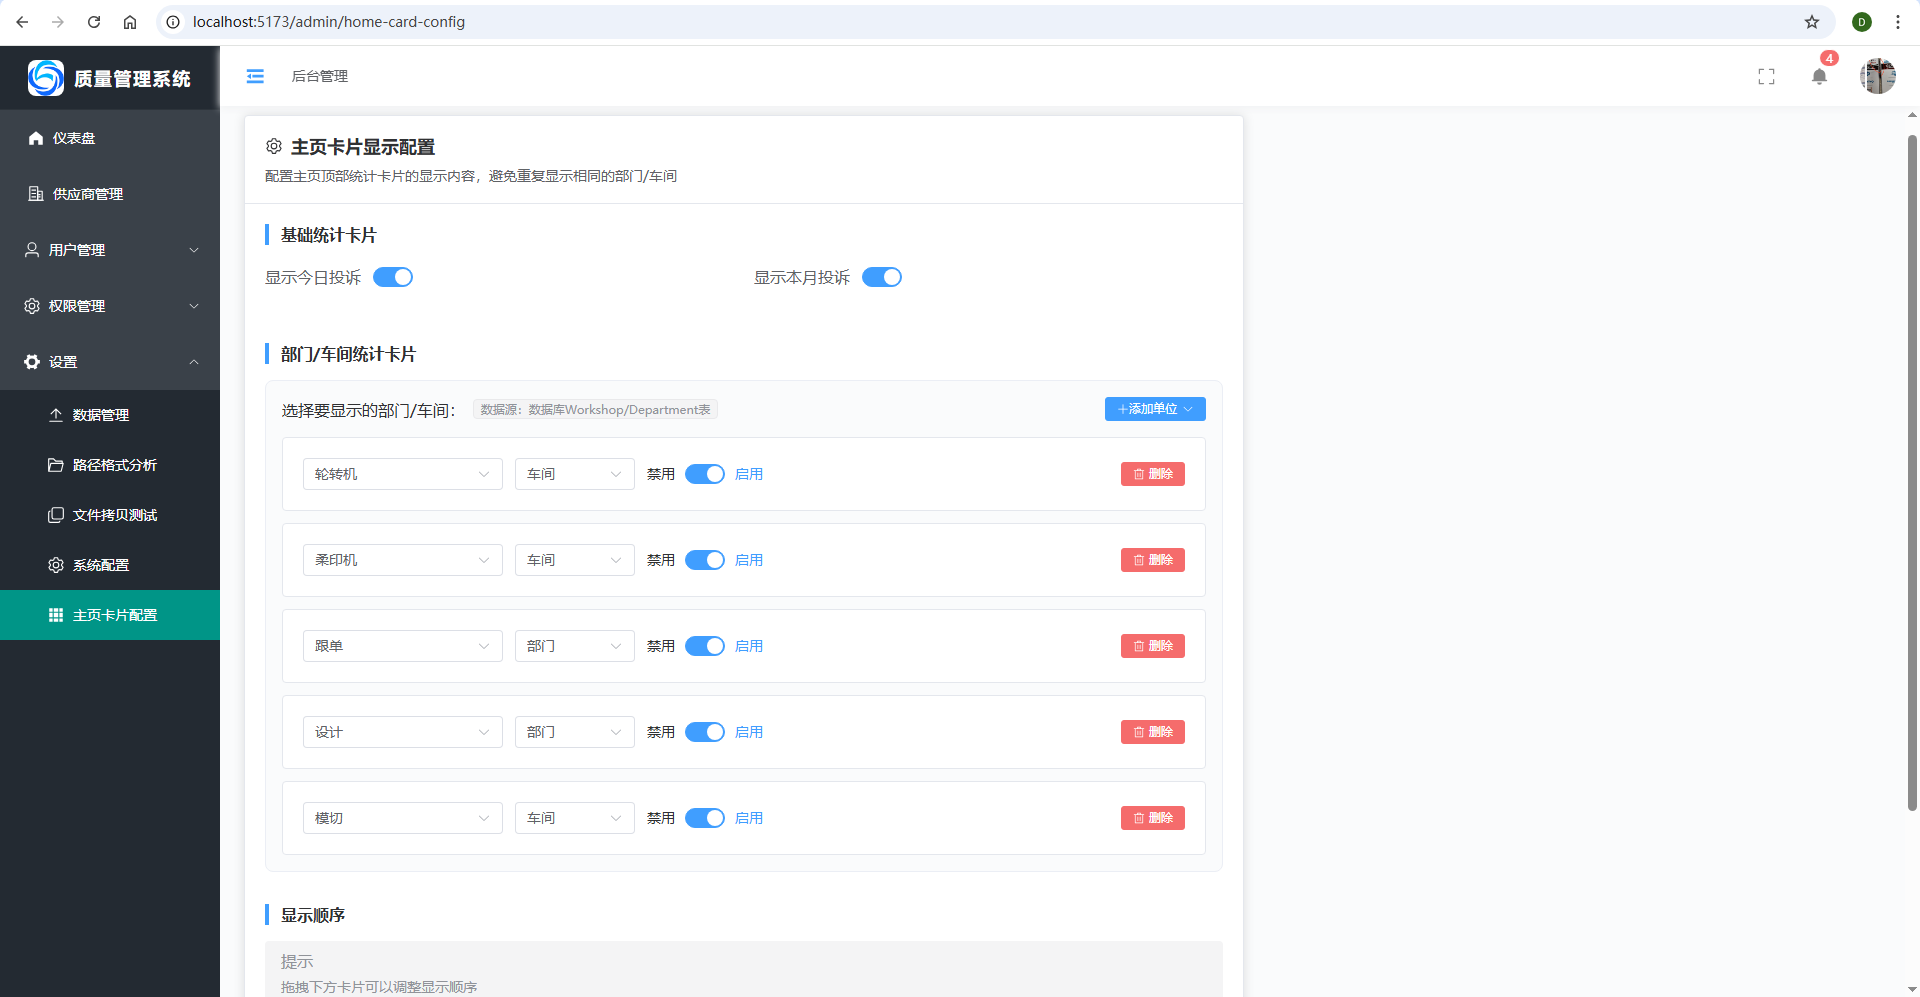 localhost:5173/admin/home-card-config
D
质量管理系统
后台管理
4
仪表盘
供应商管理
用户管理
权限管理
设置
数据管理
路径格式分析
文件拷贝测试
系统配置
主页卡片配置
主页卡片显示配置
配置主页顶部统计卡片的显示内容，避免重复显示相同的部门/车间
基础统计卡片
显示今日投诉
显示本月投诉
部门/车间统计卡片
选择要显示的部门/车间： 数据源：数据库Workshop/Department表 添加单位
轮转机 车间 禁用 启用 删除
柔印机 车间 禁用 启用 删除
跟单 部门 禁用 启用 删除
设计 部门 禁用 启用 删除
模切 车间 禁用 启用 删除
显示顺序
提示
拖拽下方卡片可以调整显示顺序